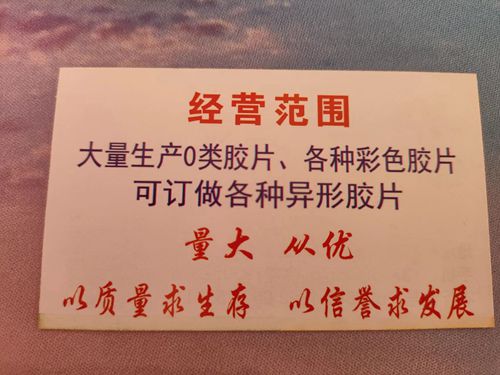 经营范围
大量生产O类胶片、各种彩色胶片
可订做各种异形胶片
量大 从优
以质量求生存 以信誉求发展